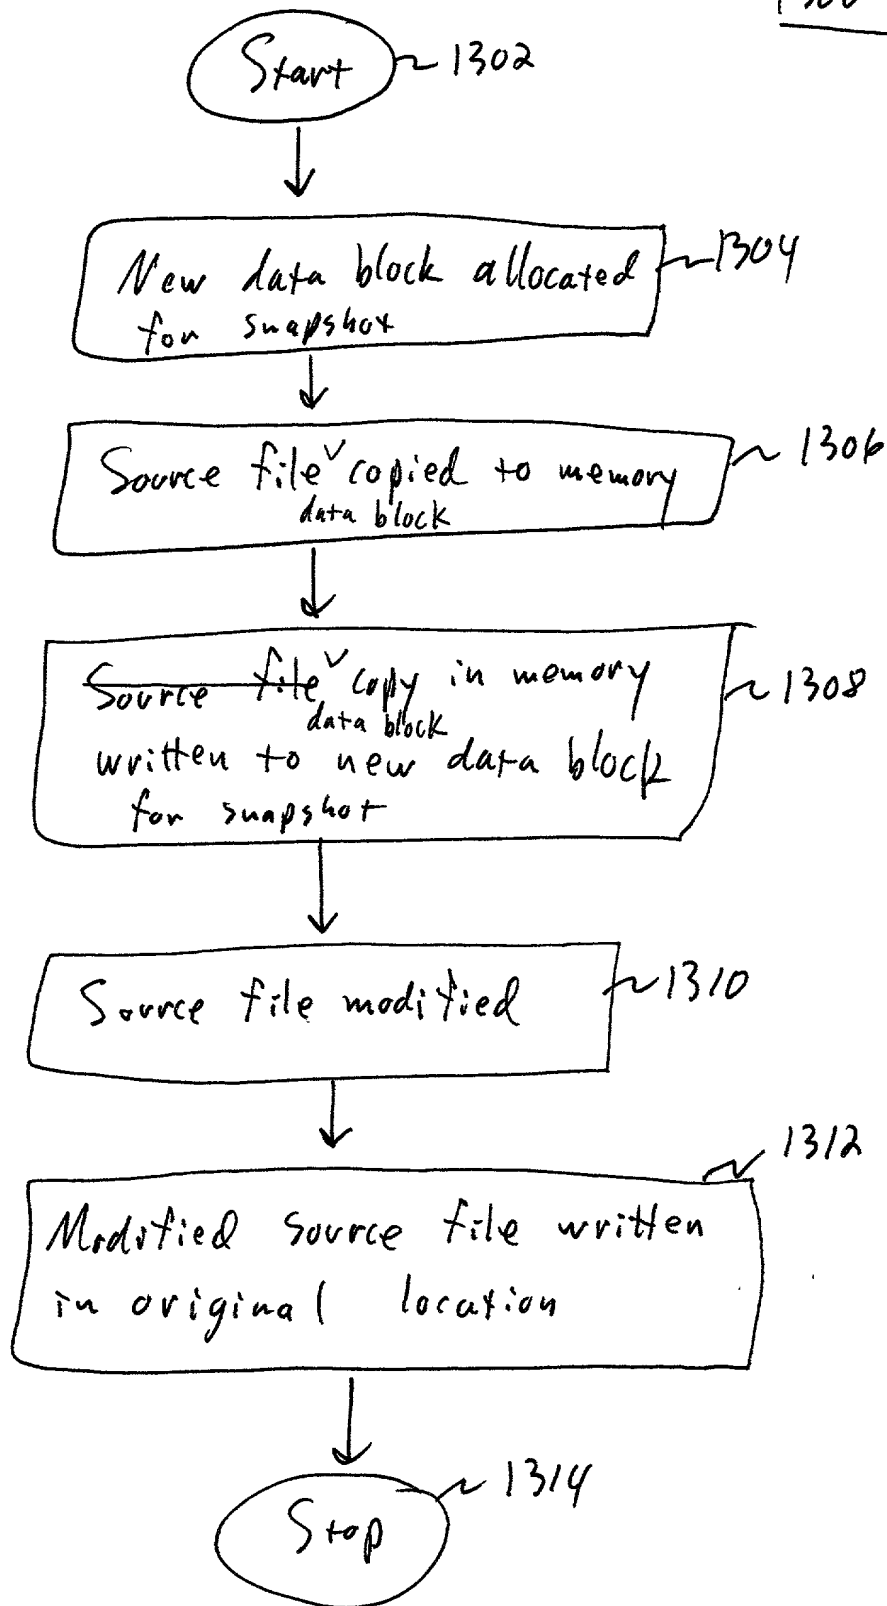 Start 1302
New data block allocated 1304
for snapshot
Source file copied to memory 1306
data block
Source file copy in memory 1308
data block
written to new data block
for snapshot
Source file modified 1310
1312
Modified source file written
in original location
1314
Stop